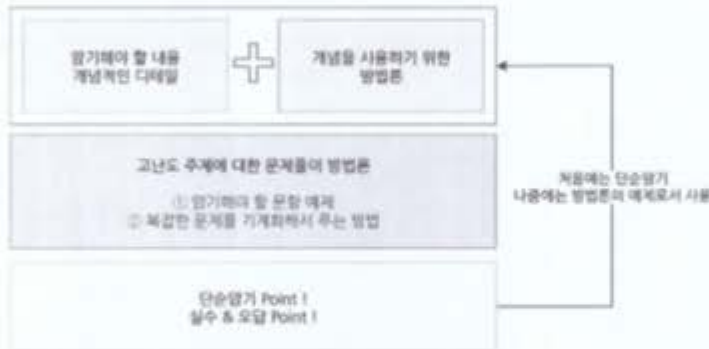 암기해야 할 내용
개념적인 디테일
개념을 사용하기 위한
방법론
고난도 주제에 대한 문제풀이 방법론
① 암기해야 할 문항 예제
② 복잡한 문제를 기계화해서 푸는 방법
처음에는 단순암기
나중에는 방법론의 예제로서 사용
단순암기 Point !
실수 & 오답 Point !